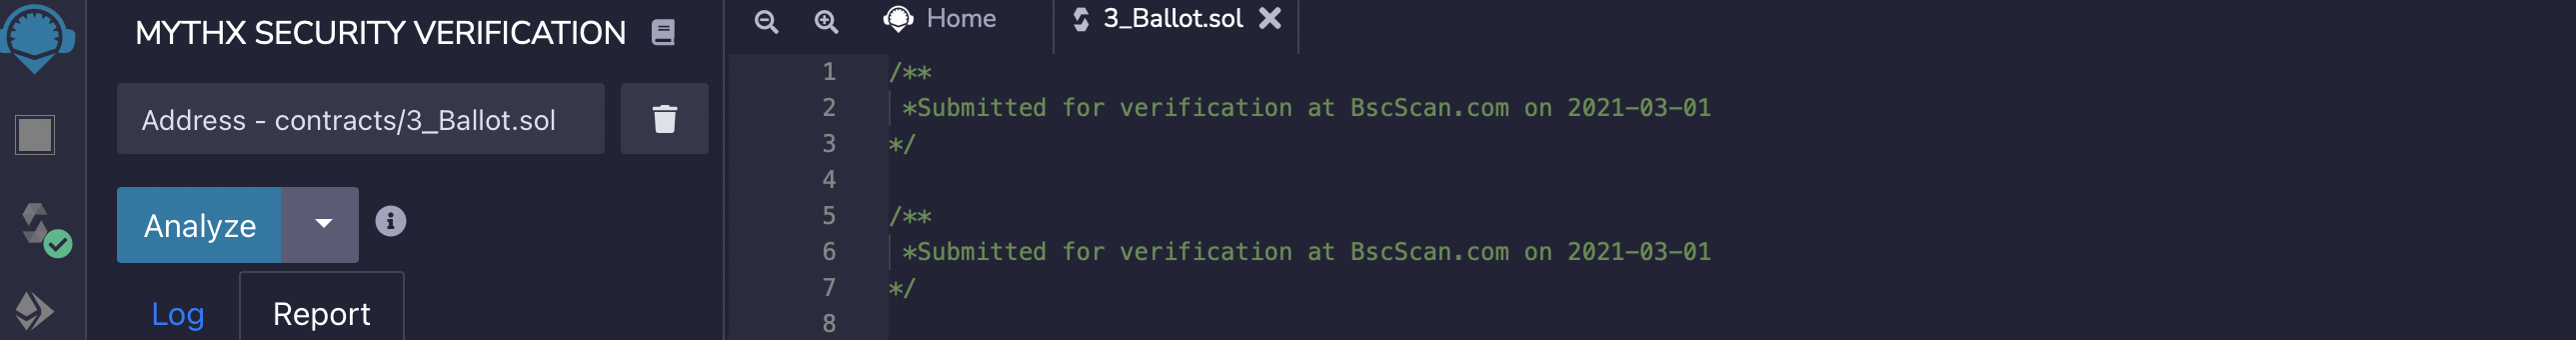 MYTHX SECURITY VERIFICATION
Address - contracts/3_Ballot.sol
Analyze
Log
Report
Home
3_Ballot.sol
1 /**
2 *Submitted for verification at BscScan.com on 2021-03-01
3 */
4
5 /**
6 *Submitted for verification at BscScan.com on 2021-03-01
7 */
8